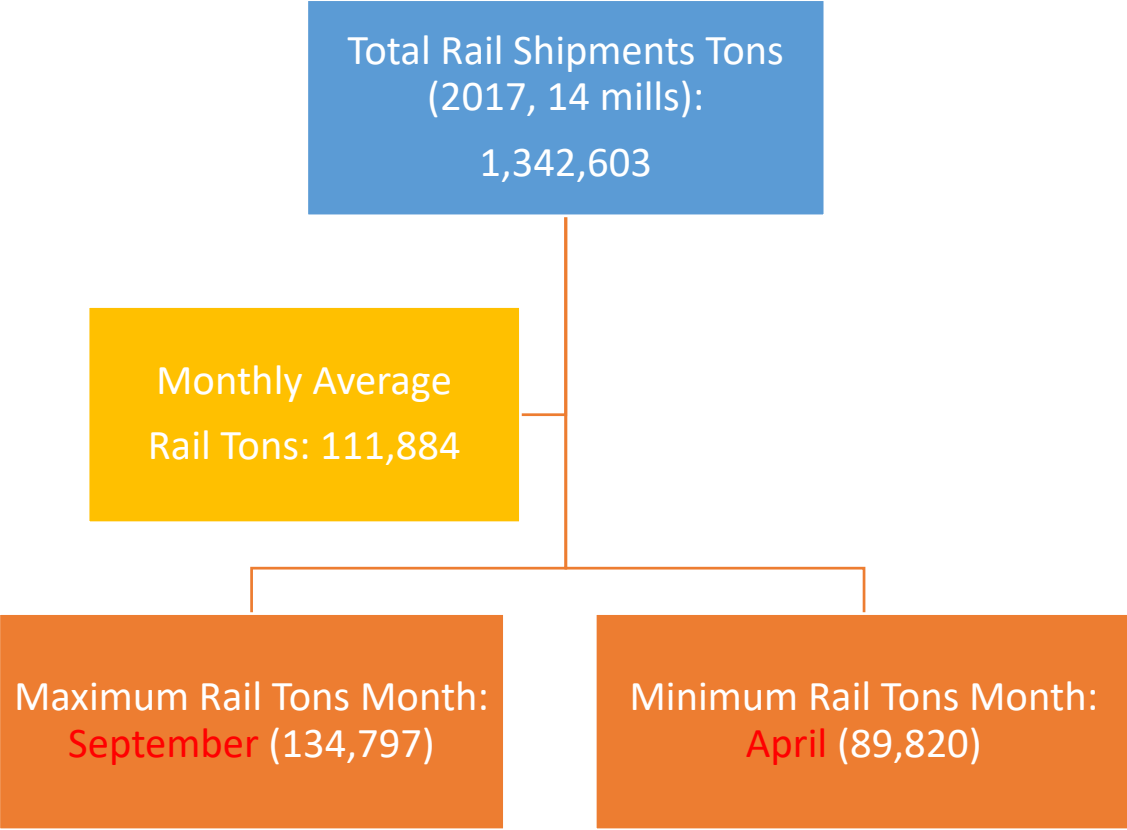 Total Rail Shipments Tons
(2017, 14 mills):
1,342,603
Monthly Average
Rail Tons: 111,884
Maximum Rail Tons Month:
September (134,797)
Minimum Rail Tons Month:
April (89,820)